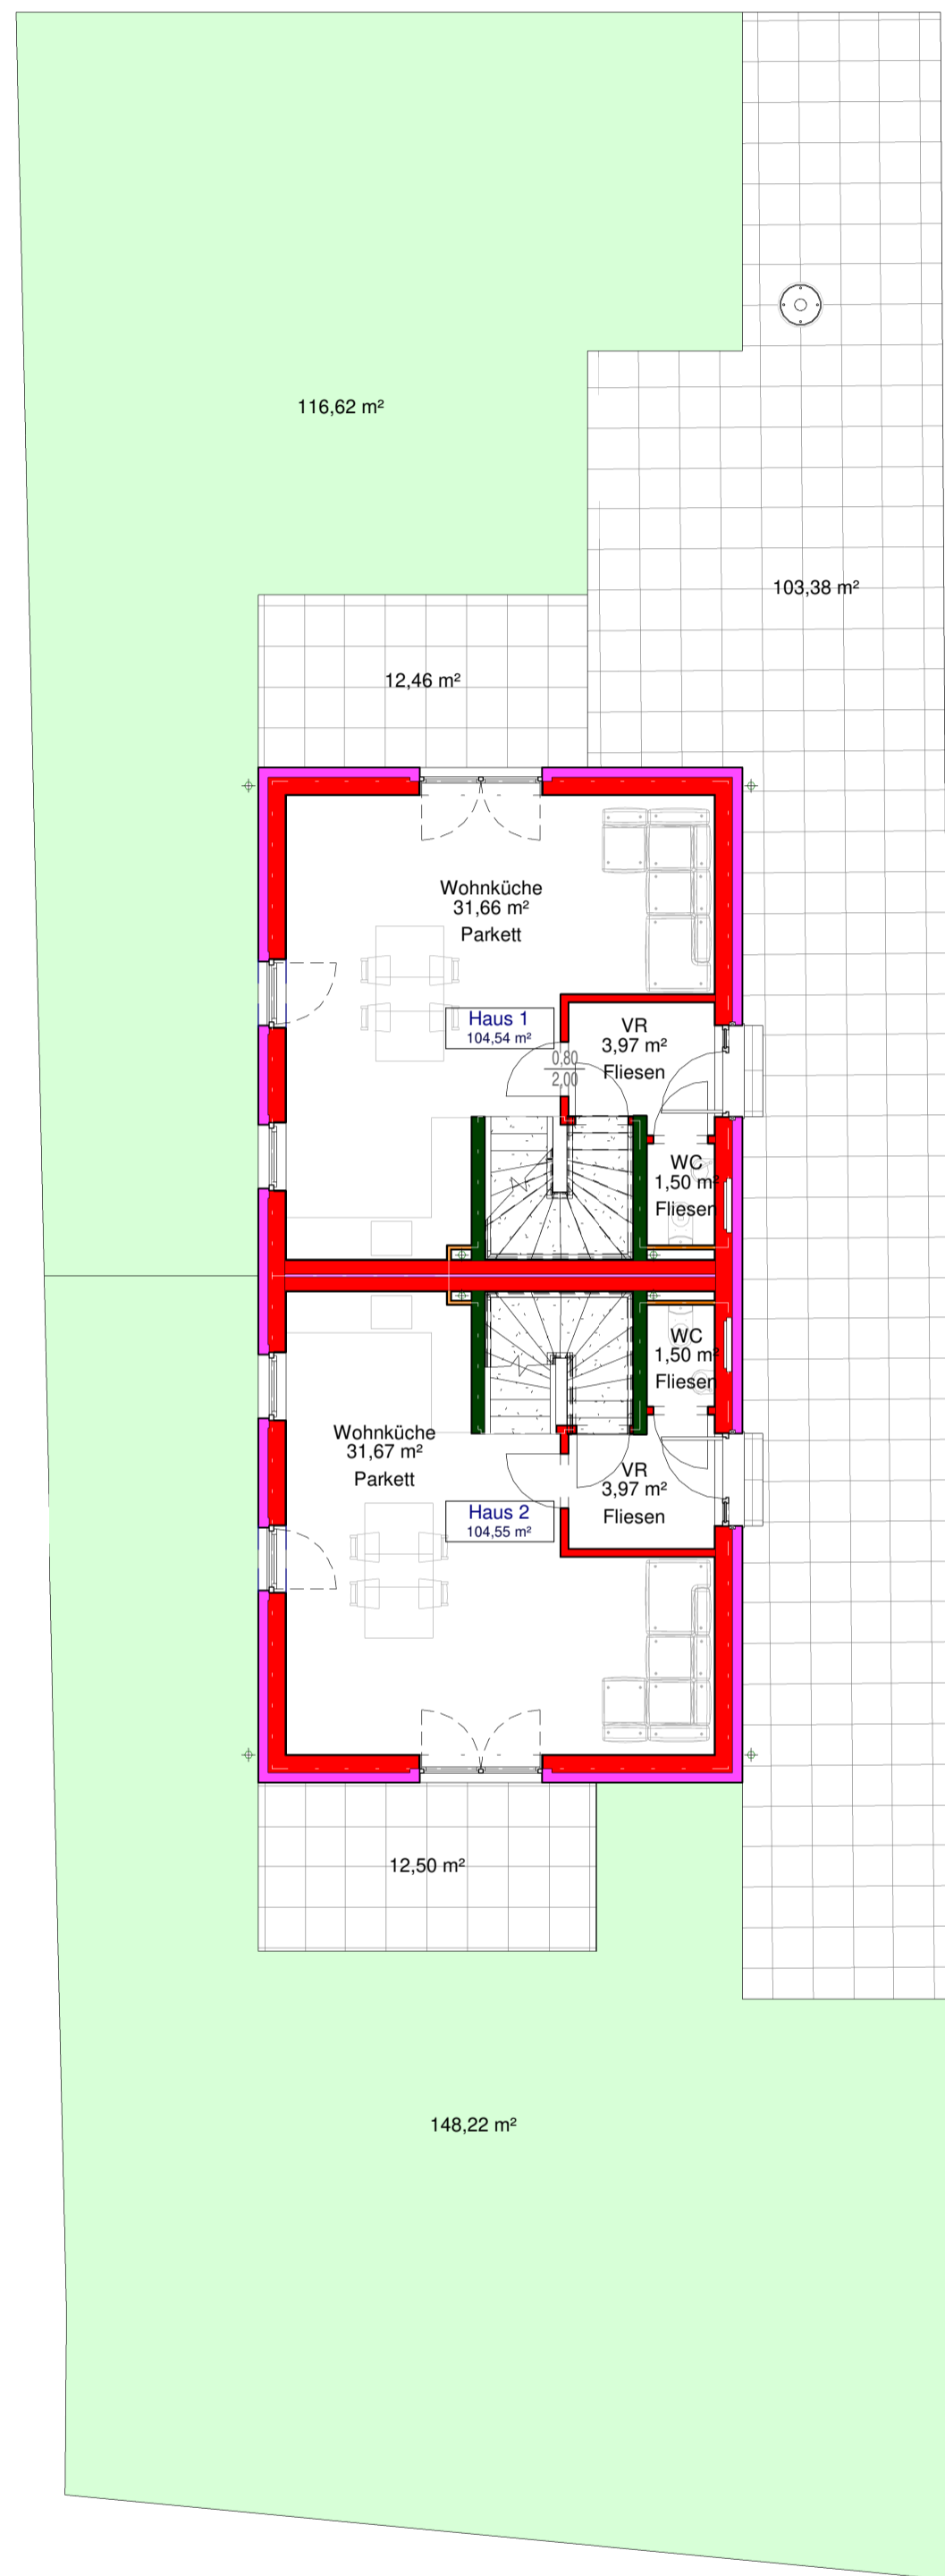 116,62 m²
103,38 m²
12,46 m²
Wohnküche
31,66 m²
Parkett
Haus 1
104,54 m²
VR
3,97 m²
Fliesen
0,80
2,00
WC
1,50 m²
Fliesen
WC
1,50 m²
Fliesen
Wohnküche
31,67 m²
Parkett
VR
3,97 m²
Fliesen
Haus 2
104,55 m²
12,50 m²
148,22 m²